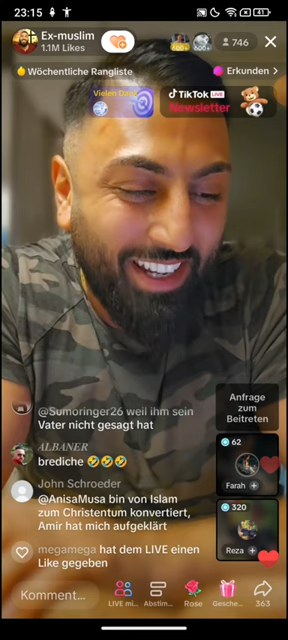 23:15
41
Ex-muslim
1.1M Likes
600+
600+
746
Wöchentliche Rangliste
Erkunden >
Vielen Dank
TikTok LIVE
Newsletter
@Sumoringer26 weil ihm sein
Vater nicht gesagt hat
Anfrage
zum
Beitreten
ALBANER
brediche 🤣🤣🤣
62
Farah +
John Schroeder
@AnisaMusa bin von Islam
zum Christentum konvertiert,
Amir hat mich aufgeklärt
320
Reza +
megamega hat dem LIVE einen
Like gegeben
Komment...
LIVE mi...
Abstim...
Rose
Gesche...
363